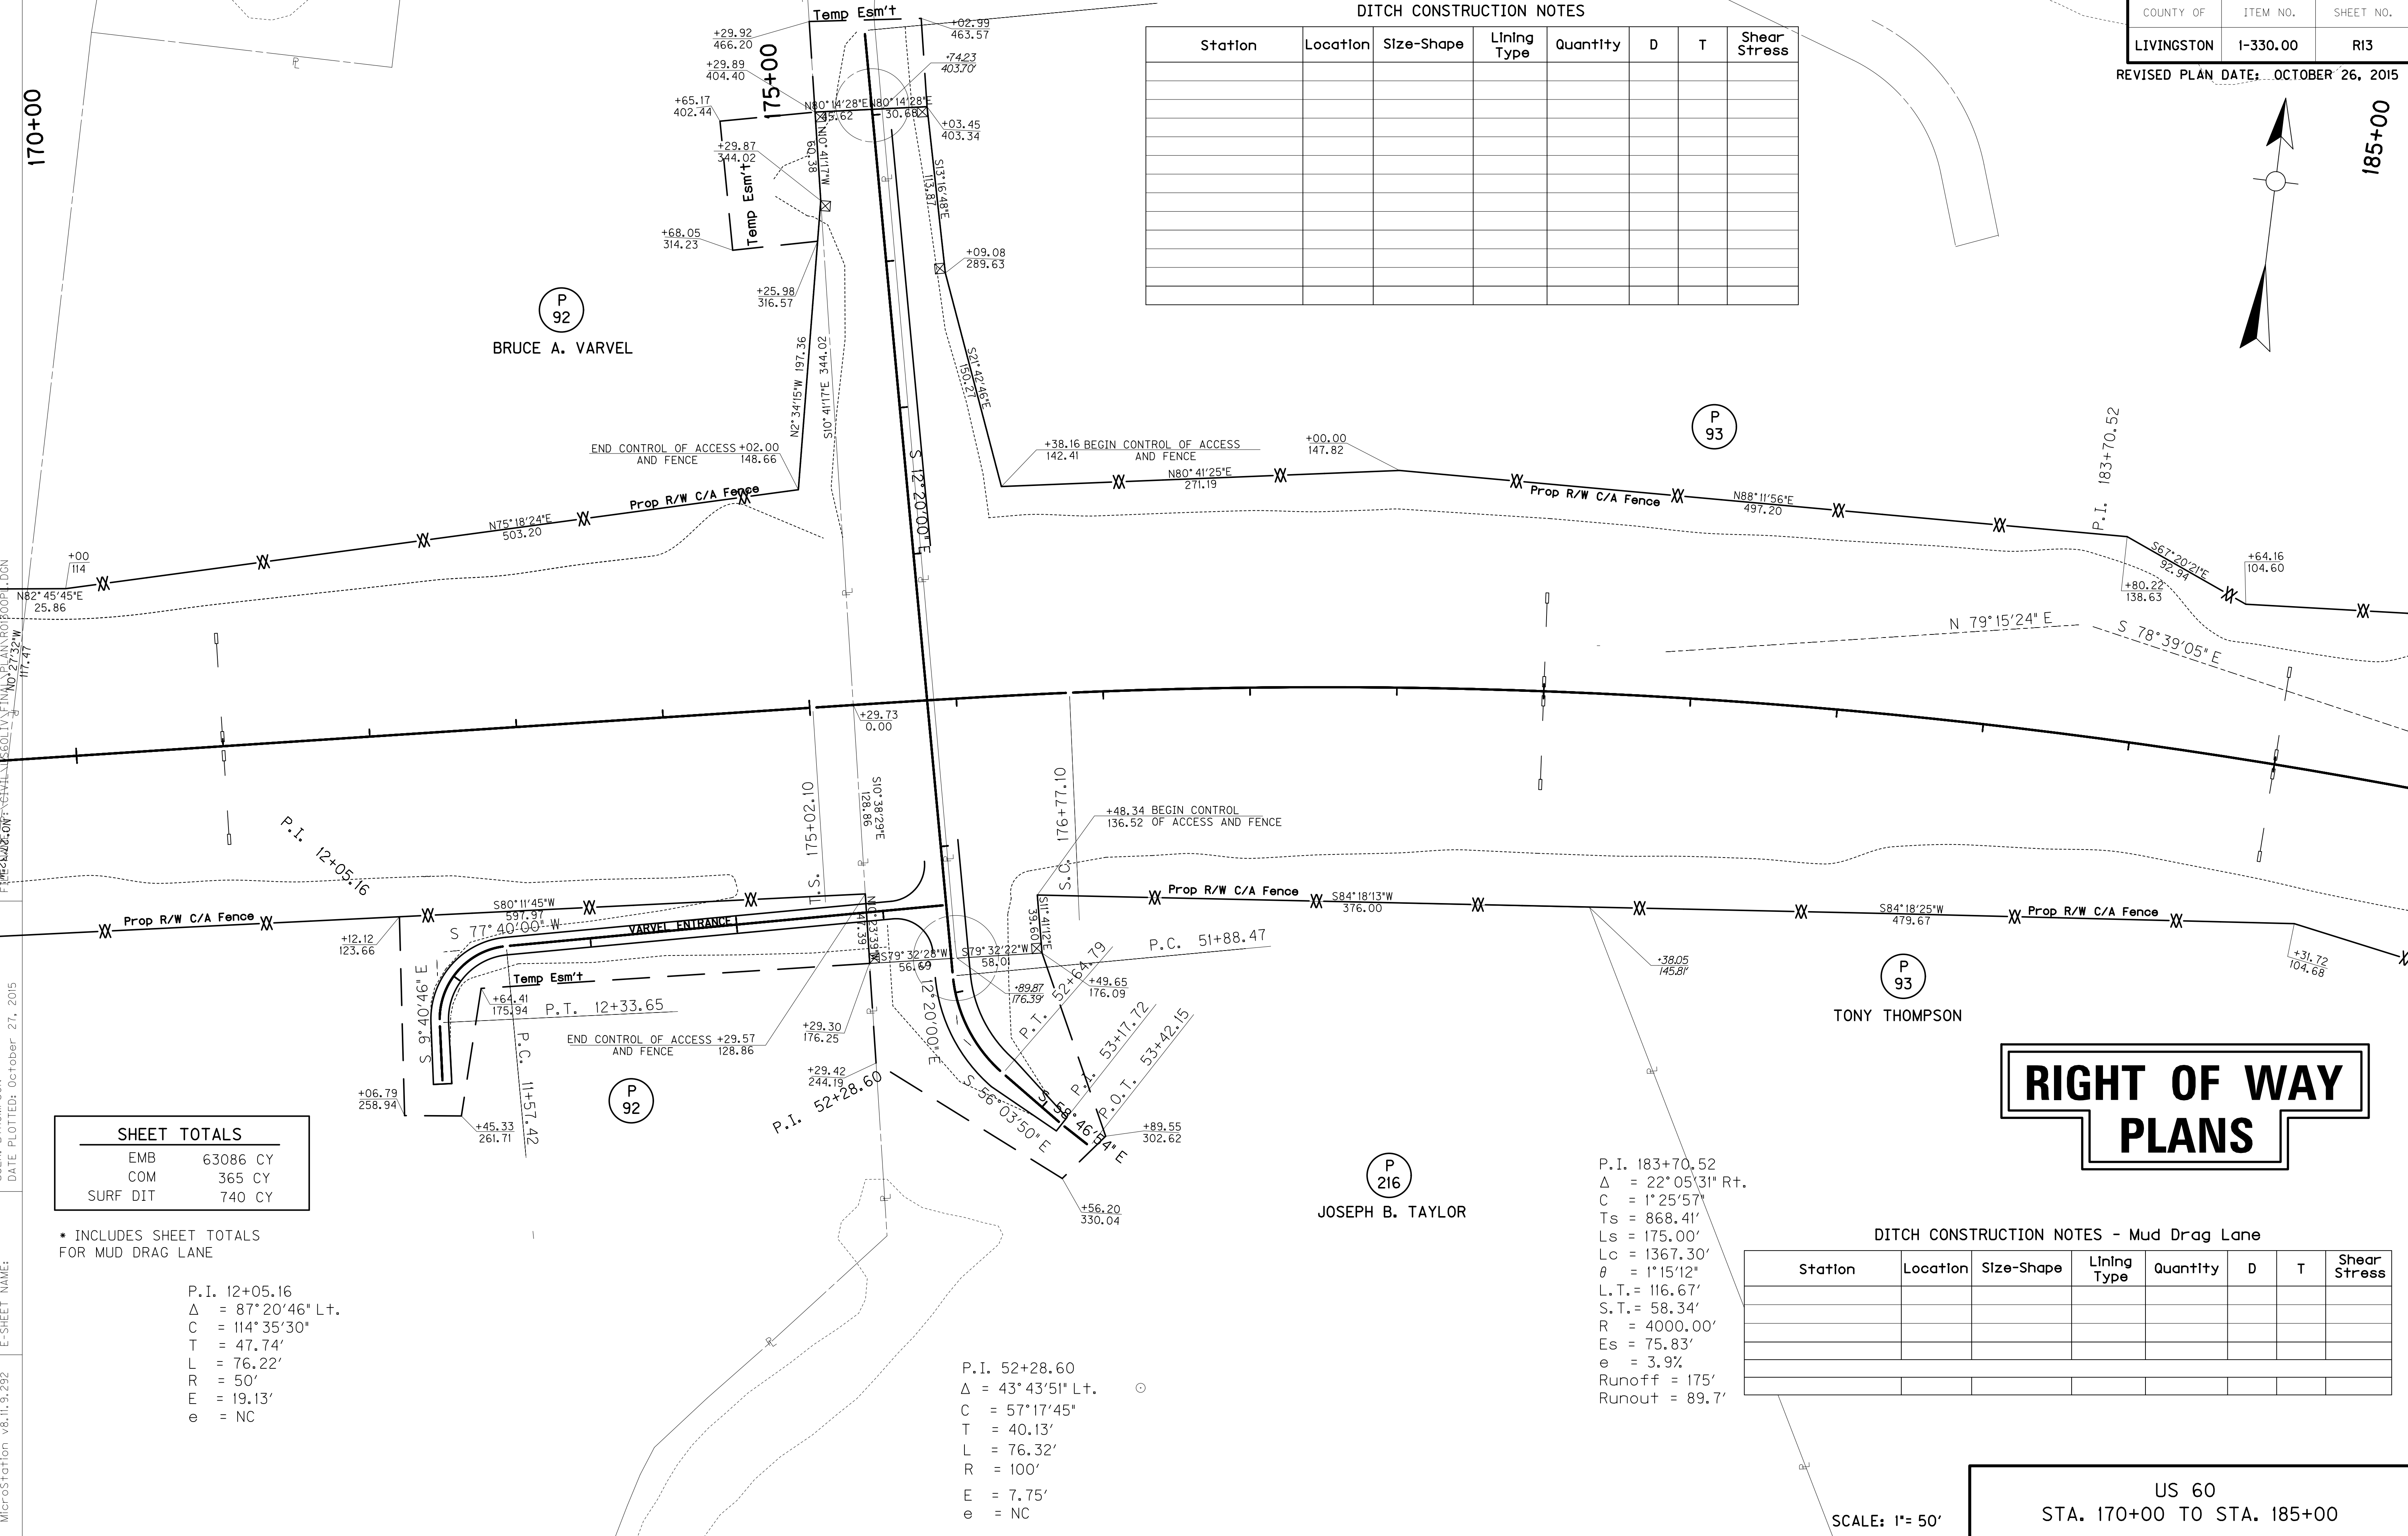 Temp Esm't
DITCH CONSTRUCTION NOTES
Station Location Size-Shape Lining Type Quantity D T Shear Stress
COUNTY OF ITEM NO. SHEET NO.
LIVINGSTON 1-330.00 R13
REVISED PLAN DATE: OCTOBER 26, 2015
170+00
175+00
185+00
+29.92
466.20
+02.99
463.57
+29.89
404.40
+74.23
403.70'
+65.17
402.44
N80°14'28"E
45.62
N80°14'28"E
30.68
+03.45
403.34
+29.87
344.02
N10°41'17"W
60.38
Temp Esm't
S13°16'48"E
113.87
+68.05
314.23
+09.08
289.63
+25.98
316.57
P
92
BRUCE A. VARVEL
N2°34'15"W 197.36
S10°41'17"E 344.02
S21°42'46"E
150.27
S 12°20'00" E
P
93
END CONTROL OF ACCESS +02.00
AND FENCE 148.66
+38.16 BEGIN CONTROL OF ACCESS
142.41 AND FENCE
+00.00
147.82
N80°41'25"E
271.19
Prop R/W C/A Fence
N88°11'56"E
497.20
P.I. 183+70.52
Prop R/W C/A Fence
N75°18'24"E
503.20
+00
114
N82°45'45"E
25.86
S67°20'21"E
92.94
+64.16
104.60
+80.22
138.63
N 79°15'24" E
S 78°39'05" E
N0°27'32"W
117.47
+29.73
0.00
T.S. 175+02.10
S10°38'29"E
128.86
S.C. 176+77.10
+48.34 BEGIN CONTROL
136.52 OF ACCESS AND FENCE
P.I. 12+05.16
Prop R/W C/A Fence
S80°11'45"W
597.97
S 77°40'00" W
VARVEL ENTRANCE
N10°23'39"W
47.39
S11°41'12"E
39.60
Prop R/W C/A Fence
S84°18'13"W
376.00
S84°18'25"W
479.67
Prop R/W C/A Fence
+12.12
123.66
S79°32'28"W
56.69
S79°32'22"W
58.01
P.C. 51+88.47
S 9°40'46" E
Temp Esm't
+64.41
175.94
P.T. 12+33.65
+89.87
176.39'
+49.65
176.09
+38.05
145.81'
+31.72
104.68
P
93
TONY THOMPSON
END CONTROL OF ACCESS +29.57
AND FENCE 128.86
+29.30
176.25
12°20'00" E
P.T. 52+64.79
P.I. 53+17.72
P.O.T. 53+42.15
P.C. 11+57.42
+29.42
244.19
P.I. 52+28.60
S 56°03'50" E
S 58°46'54" E
+06.79
258.94
+45.33
261.71
P
92
+89.55
302.62
+56.20
330.04
RIGHT OF WAY
PLANS
SHEET TOTALS
EMB 63086 CY
COM 365 CY
SURF DIT 740 CY
* INCLUDES SHEET TOTALS
FOR MUD DRAG LANE
P
216
JOSEPH B. TAYLOR
P.I. 12+05.16
Δ = 87°20'46" Lt.
C = 114°35'30"
T = 47.74'
L = 76.22'
R = 50'
E = 19.13'
e = NC
P.I. 52+28.60
Δ = 43°43'51" Lt.
C = 57°17'45"
T = 40.13'
L = 76.32'
R = 100'
E = 7.75'
e = NC
P.I. 183+70.52
Δ = 22°05'31" Rt.
C = 1°25'57"
Ts = 868.41'
Ls = 175.00'
Lc = 1367.30'
θ = 1°15'12"
L.T.= 116.67'
S.T.= 58.34'
R = 4000.00'
Es = 75.83'
e = 3.9%
Runoff = 175'
Runout = 89.7'
DITCH CONSTRUCTION NOTES - Mud Drag Lane
Station Location Size-Shape Lining Type Quantity D T Shear Stress
SCALE: 1"= 50'
US 60
STA. 170+00 TO STA. 185+00
DATE PLOTTED: October 27, 2015
E-SHEET NAME:
MicroStation v8.11.9.292